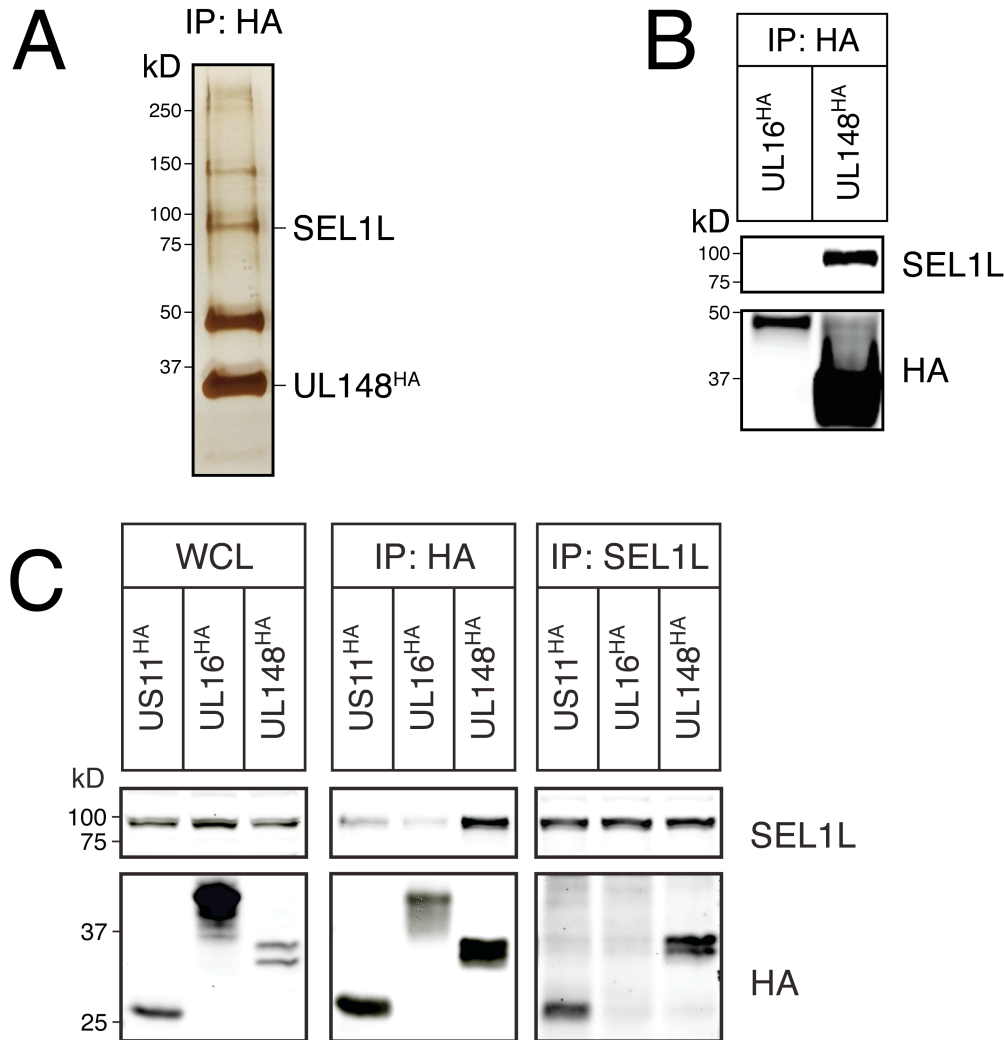 A
IP: HA
kD
250
150
100
75
50
37
SEL1L
UL148HA
B
IP: HA
UL16HA
UL148HA
kD
100
75
50
37
SEL1L
HA
C
WCL
IP: HA
IP: SEL1L
US11HA
UL16HA
UL148HA
US11HA
UL16HA
UL148HA
US11HA
UL16HA
UL148HA
kD
100
75
37
25
SEL1L
HA